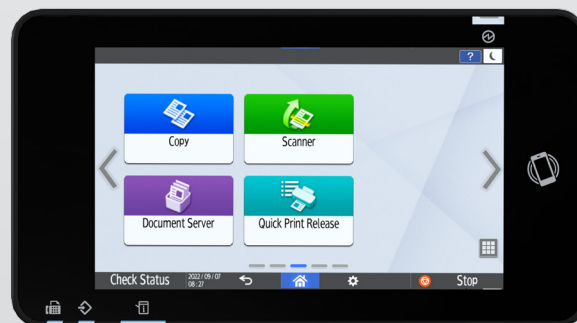 ?
Copy
Scanner
Document Server
Quick Print Release
Check Status
2022/09/07
08:27
Stop